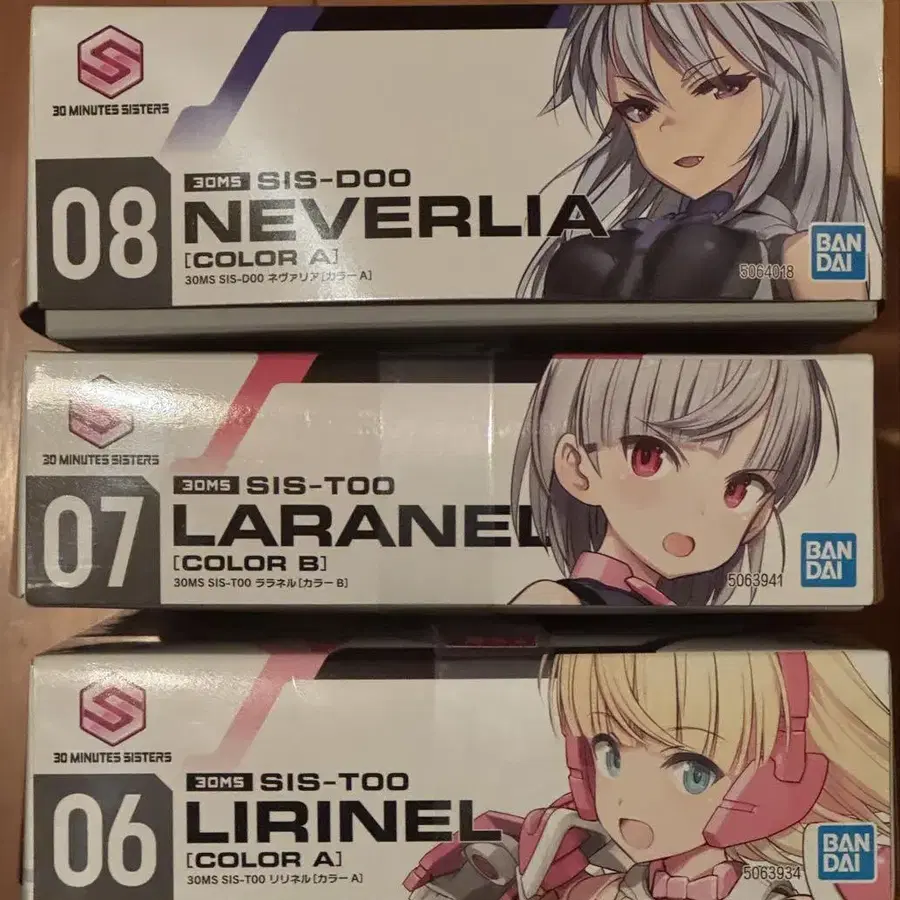 30 MINUTES SISTERS
08
30MS SIS-D00
NEVERLIA
[COLOR A]
30MS SIS-D00 ネヴァリア[カラー A]
5064018
BAN
DAI
30 MINUTES SISTERS
07
30MS SIS-T00
LARANEL
[COLOR B]
30MS SIS-T00 ララネル[カラー B]
5063941
BAN
DAI
30 MINUTES SISTERS
06
30MS SIS-T00
LIRINEL
[COLOR A]
30MS SIS-T00 リリネル[カラー A]
5063934
BAN
DAI